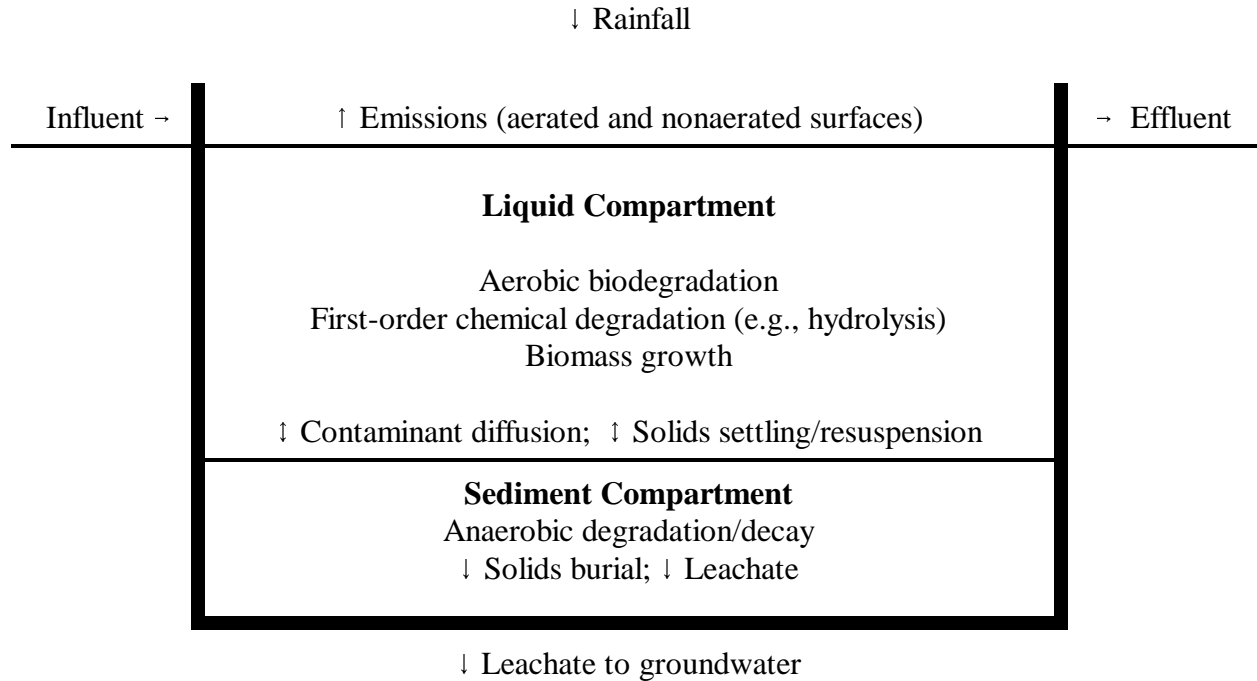 ↓ Rainfall
Influent → ↑ Emissions (aerated and nonaerated surfaces) → Effluent
Liquid Compartment
Aerobic biodegradation
First-order chemical degradation (e.g., hydrolysis)
Biomass growth
↕ Contaminant diffusion; ↕ Solids settling/resuspension
Sediment Compartment
Anaerobic degradation/decay
↓ Solids burial; ↓ Leachate
↓ Leachate to groundwater